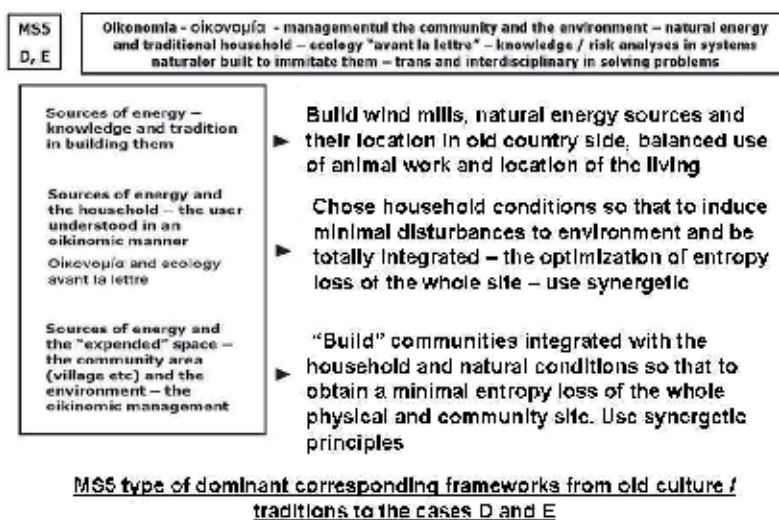 MS5
D, E
Oikonomia - οἰκονομία - managementul the community and the environment – natural energy
and traditional household – ecology "avant la lettre" – knowledge / risk analyses in systems
naturalor built to immitate them – trans and interdisciplinary in solving problems
Sources of energy –
knowledge and tradition
in building them
Build wind mills, natural energy sources and
their location in old country side, balanced use
of animal work and location of the living
Sources of energy and
the household – the user
understood in an
oikinomic manner
Οἰκονομία and ecology
avant la lettre
Chose household conditions so that to induce
minimal disturbances to environment and be
totally integrated – the optimization of entropy
loss of the whole site – use synergetic
Sources of energy and
the "expended" space –
the community area
(village etc) and the
environment – the
oikinomic management
"Build" communities integrated with the
household and natural conditions so that to
obtain a minimal entropy loss of the whole
physical and community site. Use synergetic
principles
MS5 type of dominant corresponding frameworks from old culture /
traditions to the cases D and E